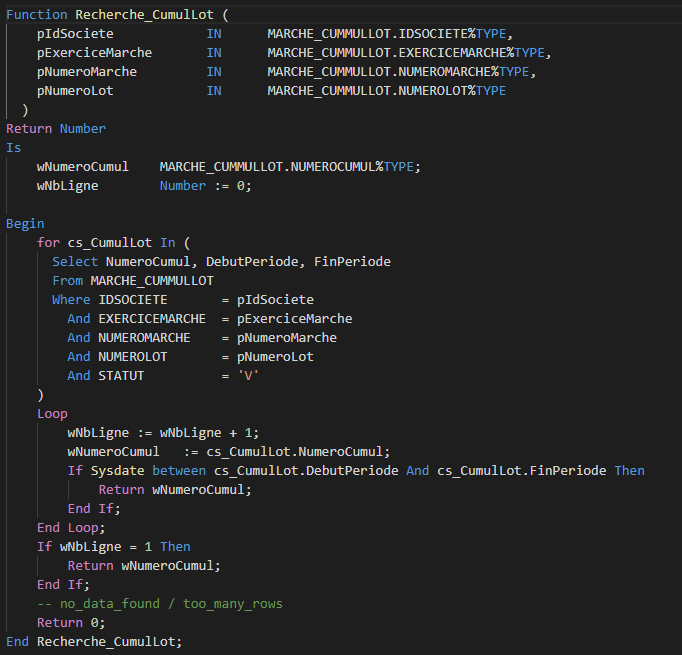 Function Recherche_CumulLot (
    pIdSociete            IN      MARCHE_CUMMULLOT.IDSOCIETE%TYPE,
    pExerciceMarche       IN      MARCHE_CUMMULLOT.EXERCICEMARCHE%TYPE,
    pNumeroMarche         IN      MARCHE_CUMMULLOT.NUMEROMARCHE%TYPE,
    pNumeroLot            IN      MARCHE_CUMMULLOT.NUMEROLOT%TYPE
  )
Return Number
Is
    wNumeroCumul    MARCHE_CUMMULLOT.NUMEROCUMUL%TYPE;
    wNbLigne        Number := 0;
Begin
    for cs_CumulLot In (
      Select NumeroCumul, DebutPeriode, FinPeriode
      From MARCHE_CUMMULLOT
      Where IDSOCIETE       = pIdSociete
        And EXERCICEMARCHE  = pExerciceMarche
        And NUMEROMARCHE    = pNumeroMarche
        And NUMEROLOT       = pNumeroLot
        And STATUT          = 'V'
    )
    Loop
        wNbLigne := wNbLigne + 1;
        wNumeroCumul   := cs_CumulLot.NumeroCumul;
        If Sysdate between cs_CumulLot.DebutPeriode And cs_CumulLot.FinPeriode Then
            Return wNumeroCumul;
        End If;
    End Loop;
    If wNbLigne = 1 Then
        Return wNumeroCumul;
    End If;
    -- no_data_found / too_many_rows
    Return 0;
End Recherche_CumulLot;